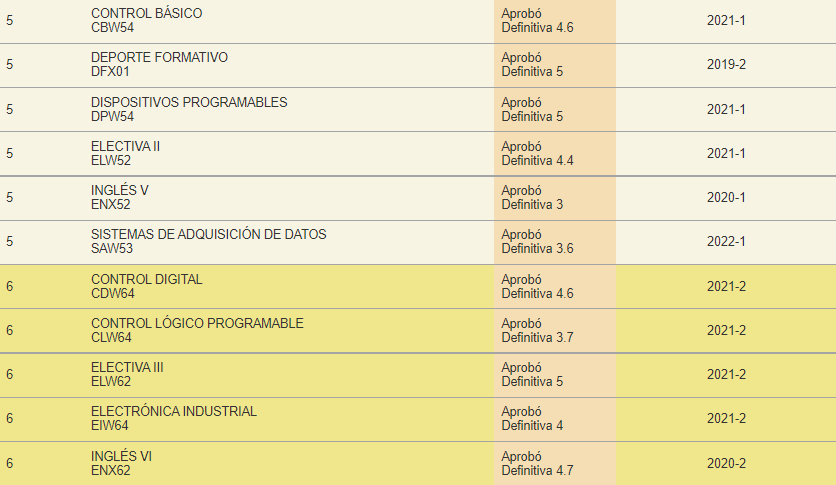 5 CONTROL BÁSICO Aprobó 2021-1
CBW54 Definitiva 4.6
5 DEPORTE FORMATIVO Aprobó 2019-2
DFX01 Definitiva 5
5 DISPOSITIVOS PROGRAMABLES Aprobó 2021-1
DPW54 Definitiva 5
5 ELECTIVA II Aprobó 2021-1
ELW52 Definitiva 4.4
5 INGLÉS V Aprobó 2020-1
ENX52 Definitiva 3
5 SISTEMAS DE ADQUISICIÓN DE DATOS Aprobó 2022-1
SAW53 Definitiva 3.6
6 CONTROL DIGITAL Aprobó 2021-2
CDW64 Definitiva 4.6
6 CONTROL LÓGICO PROGRAMABLE Aprobó 2021-2
CLW64 Definitiva 3.7
6 ELECTIVA III Aprobó 2021-2
ELW62 Definitiva 5
6 ELECTRÓNICA INDUSTRIAL Aprobó 2021-2
EIW64 Definitiva 4
6 INGLÉS VI Aprobó 2020-2
ENX62 Definitiva 4.7